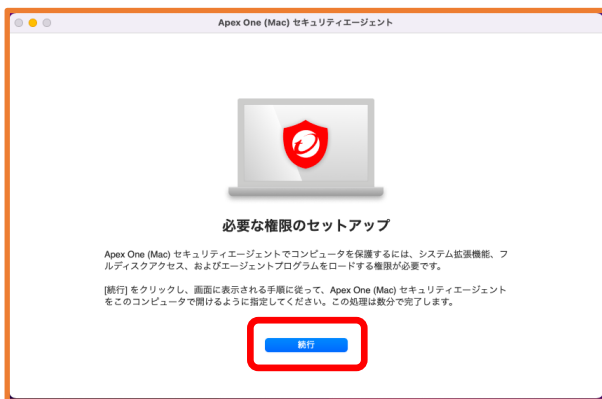 Apex One (Mac) セキュリティエージェント
必要な権限のセットアップ
Apex One (Mac) セキュリティエージェントでコンピュータを保護するには、システム拡張機能、フ
ルディスクアクセス、およびエージェントプログラムをロードする権限が必要です。
[続行] をクリックし、画面に表示される手順に従って、Apex One (Mac) セキュリティエージェント
をこのコンピュータで開けるように指定してください。この処理は数分で完了します。
続行